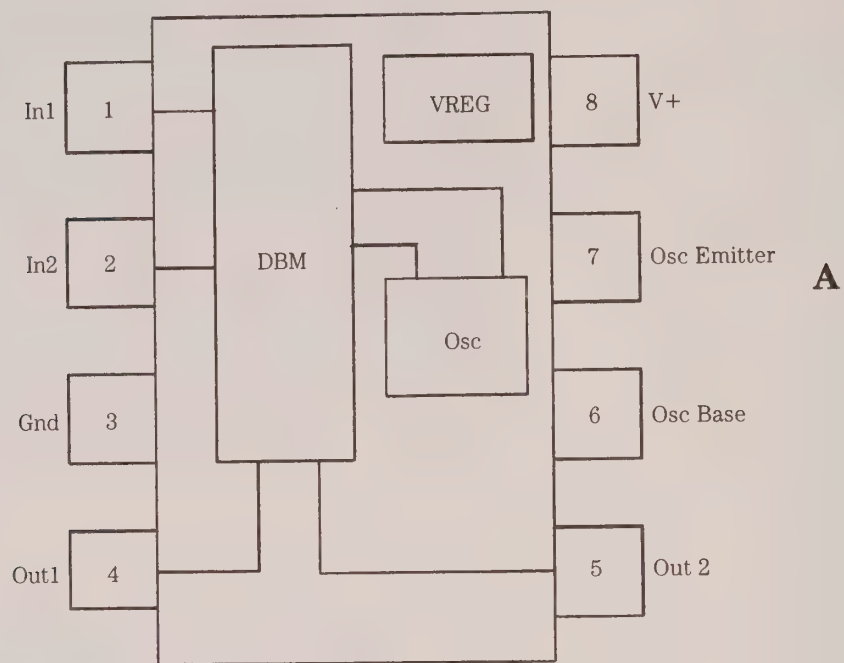 In1
1
In2
2
Gnd
3
Out1
4
DBM
VREG
Osc
8
V+
7
Osc Emitter
6
Osc Base
5
Out 2
A